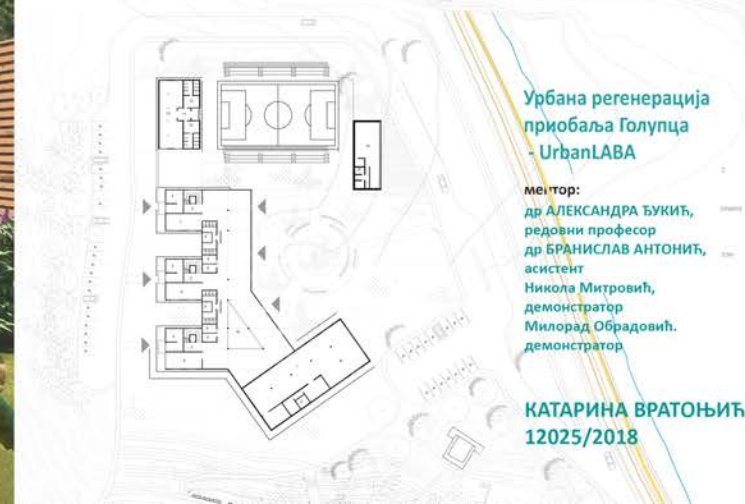 Урбана регенерација
приобаља Голупца
- UrbanLABA
ментор:
др АЛЕКСАНДРА ЂУКИЋ,
редовни професор
др БРАНИСЛАВ АНТОНИЋ,
асистент
Никола Митровић,
демонстратор
Милорад Обрадовић.
демонстратор
КАТАРИНА ВРАТОЊИЋ
12025/2018